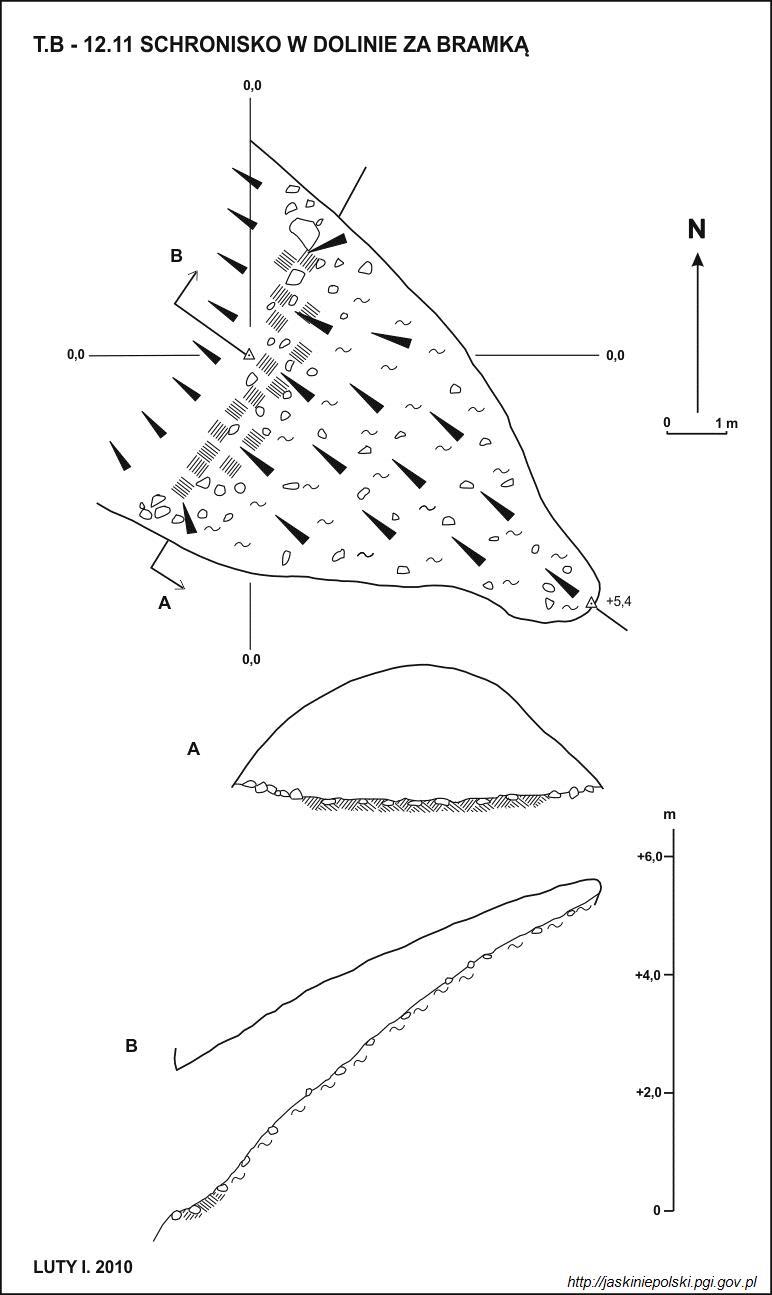 T.B - 12.11 SCHRONISKO W DOLINIE ZA BRAMKĄ
0,0
N
B
0,0
0,0
0 1 m
A
+5,4
0,0
A
m
+6,0
+4,0
B
+2,0
0
LUTY I. 2010
http://jaskiniepolski.pgi.gov.pl